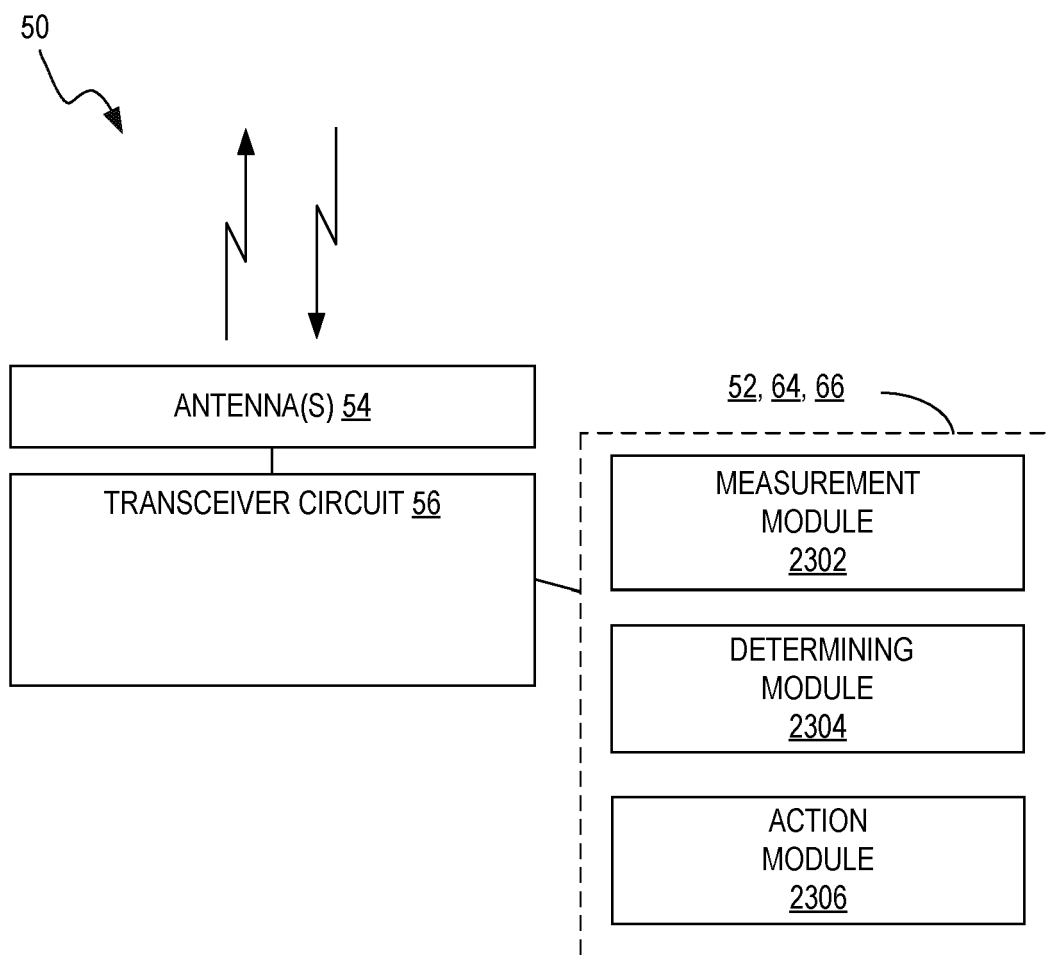 50
ANTENNA(S) 54
TRANSCEIVER CIRCUIT 56
52, 64, 66
MEASUREMENT
MODULE
2302
DETERMINING
MODULE
2304
ACTION
MODULE
2306